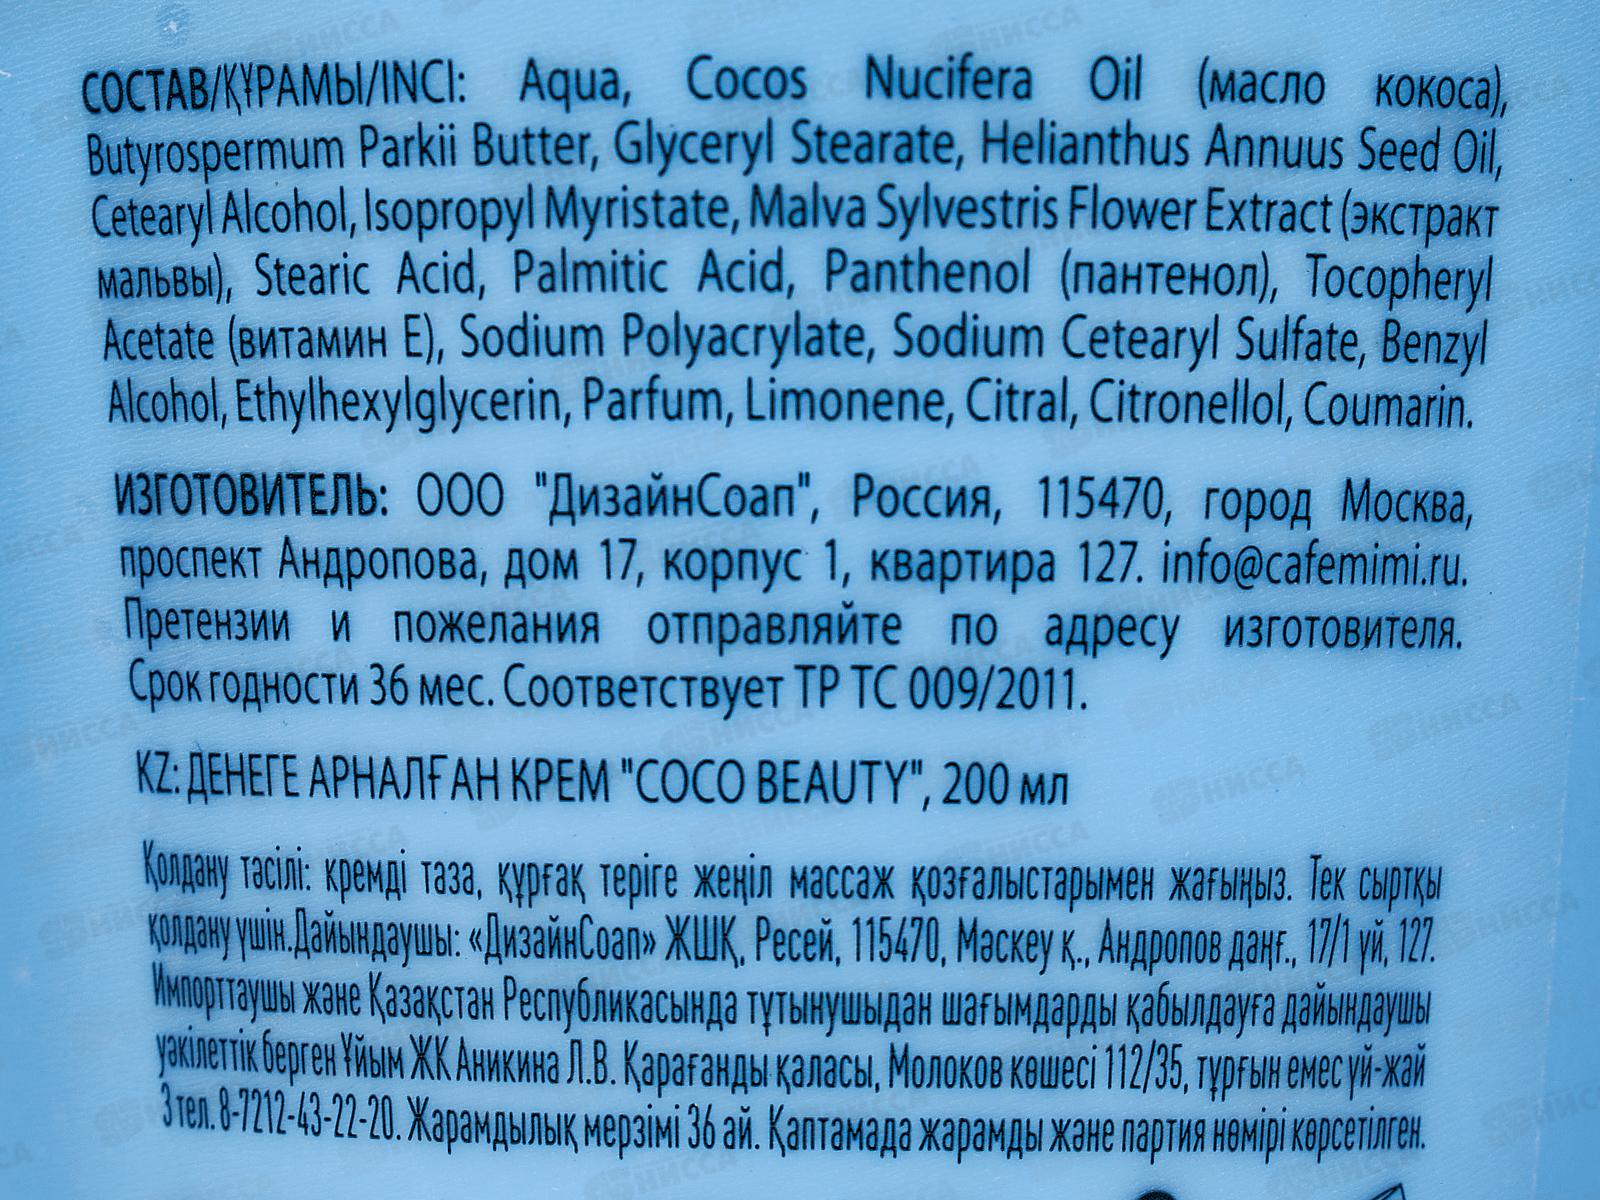 СОСТАВ/ҚҰРАМЫ/INCI: Aqua, Cocos Nucifera Oil (масло кокоса),
Butyrospermum Parkii Butter, Glyceryl Stearate, Helianthus Annuus Seed Oil,
Cetearyl Alcohol, Isopropyl Myristate, Malva Sylvestris Flower Extract (экстракт
мальвы), Stearic Acid, Palmitic Acid, Panthenol (пантенол), Tocopheryl
Acetate (витамин Е), Sodium Polyacrylate, Sodium Cetearyl Sulfate, Benzyl
Alcohol, Ethylhexylglycerin, Parfum, Limonene, Citral, Citronellol, Coumarin.
ИЗГОТОВИТЕЛЬ: ООО "ДизайнСоап", Россия, 115470, город Москва,
проспект Андропова, дом 17, корпус 1, квартира 127. info@cafemimi.ru.
Претензии и пожелания отправляйте по адресу изготовителя.
Срок годности 36 мес. Соответствует ТР ТС 009/2011.
KZ: ДЕНЕГЕ АРНАЛҒАН КРЕМ "COCO BEAUTY", 200 мл
Қолдану тәсілі: кремді таза, құрғақ теріге жеңіл массаж қозғалыстарымен жағыңыз. Тек сыртқы
қолдану үшін.Дайындаушы: «ДизайнСоап» ЖШҚ, Ресей, 115470, Мәскеу қ., Андропов даңғ., 17/1 үй, 127.
Импорттаушы және Қазақстан Республикасында тұтынушыдан шағымдарды қабылдауға дайындаушы
уәкілеттік берген Ұйым ЖК Аникина Л.В. Қарағанды қаласы, Молоков көшесі 112/35, тұрғын емес үй-жай
3 тел. 8-7212-43-22-20. Жарамдылық мерзімі 36 ай. Қаптамада жарамды және партия нөмірі көрсетілген.